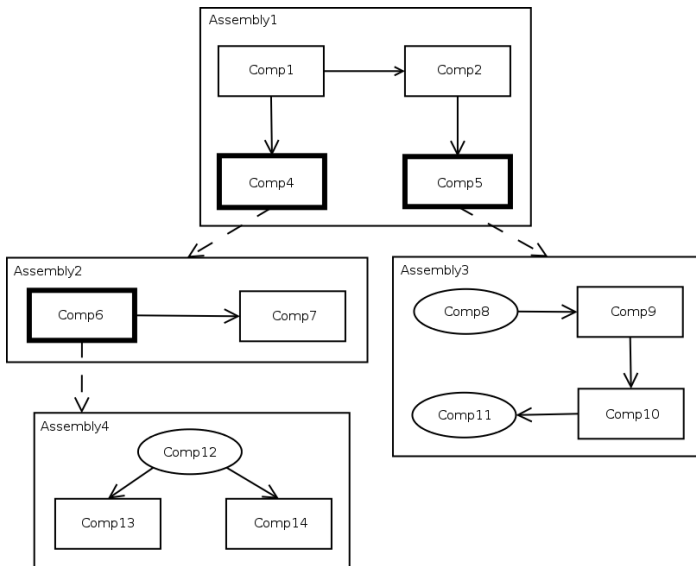 Assembly1
Comp1
Comp2
Comp4
Comp5
Assembly2
Comp6
Comp7
Assembly3
Comp8
Comp9
Comp11
Comp10
Assembly4
Comp12
Comp13
Comp14